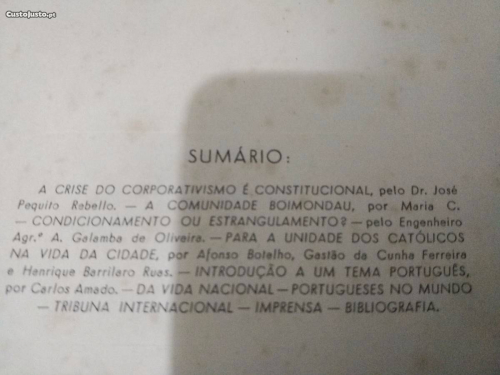 CustoJusto.pt
SUMÁRIO:
A CRISE DO CORPORATIVISMO É CONSTITUCIONAL, pelo Dr. José
Pequito Rebello. — A COMUNIDADE BOIMONDAU, por Maria C.
— CONDICIONAMENTO OU ESTRANGULAMENTO? — pelo Engenheiro
Agr.º A. Galamba de Oliveira. — PARA A UNIDADE DOS CATÓLICOS
NA VIDA DA CIDADE, por Afonso Botelho, Gastão da Cunha Ferreira
e Henrique Barrilaro Ruas. — INTRODUÇÃO A UM TEMA PORTUGUÊS,
por Carlos Amado. — DA VIDA NACIONAL — PORTUGUESES NO MUNDO
— TRIBUNA INTERNACIONAL — IMPRENSA — BIBLIOGRAFIA.